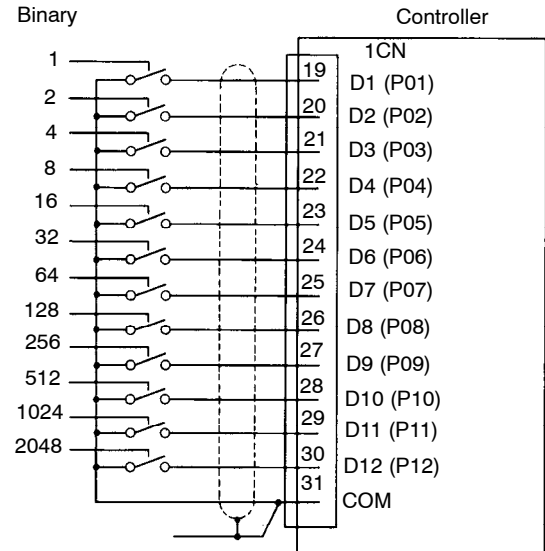 Binary Controller
1CN
1 19 D1 (P01)
2 20 D2 (P02)
4 21 D3 (P03)
8 22 D4 (P04)
16 23 D5 (P05)
32 24 D6 (P06)
64 25 D7 (P07)
128 26 D8 (P08)
256 27 D9 (P09)
512 28 D10 (P10)
1024 29 D11 (P11)
2048 30 D12 (P12)
31 COM